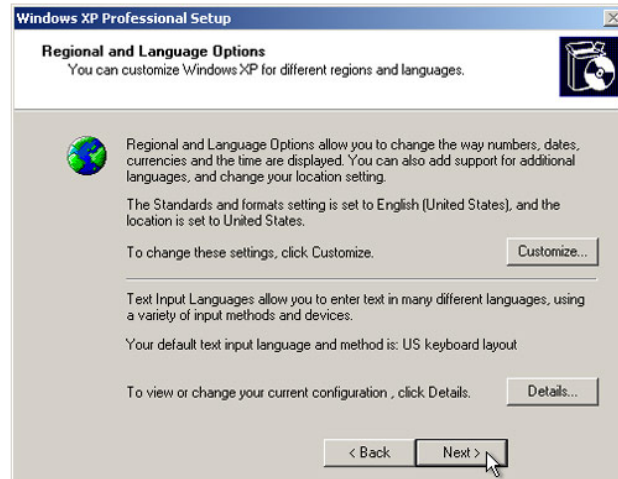 Windows XP Professional Setup
Regional and Language Options
You can customize Windows XP for different regions and languages.
Regional and Language Options allow you to change the way numbers, dates,
currencies and the time are displayed. You can also add support for additional
languages, and change your location setting.
The Standards and formats setting is set to English (United States), and the
location is set to United States.
To change these settings, click Customize.
Customize...
Text Input Languages allow you to enter text in many different languages, using
a variety of input methods and devices.
Your default text input language and method is: US keyboard layout
To view or change your current configuration , click Details.
Details...
< Back
Next >